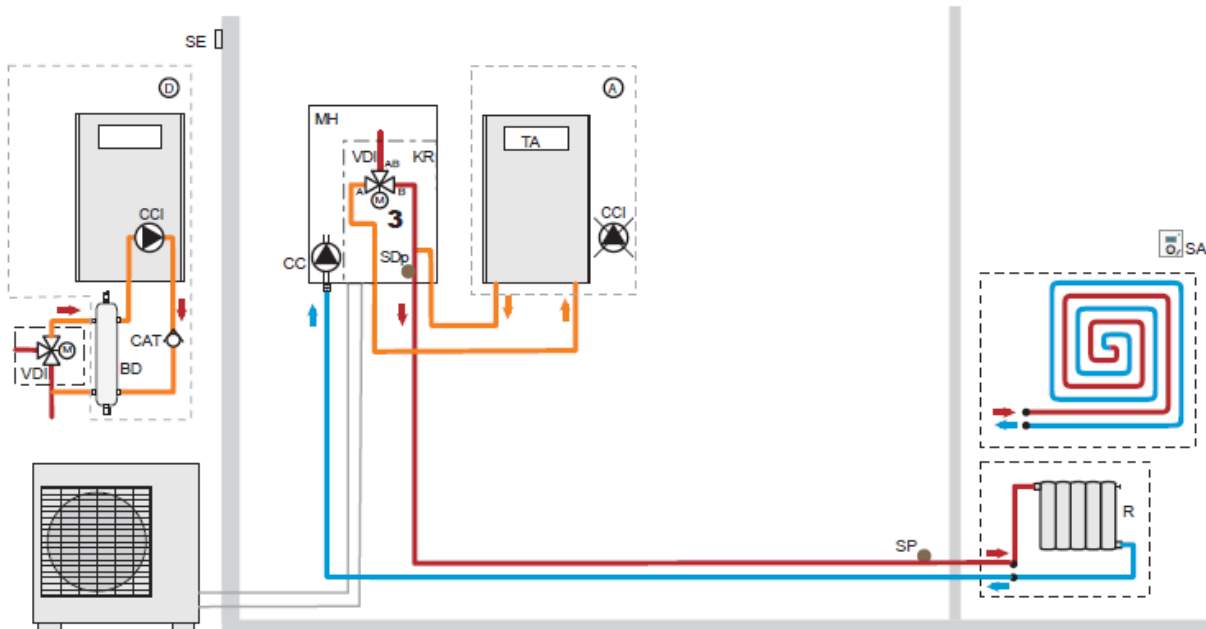 SE
D
CCI
CAT
M
VDI
BD
MH
VDI
AB
KR
A
B
M
3
CC
SDp
A
TA
CCI
SA
R
SP